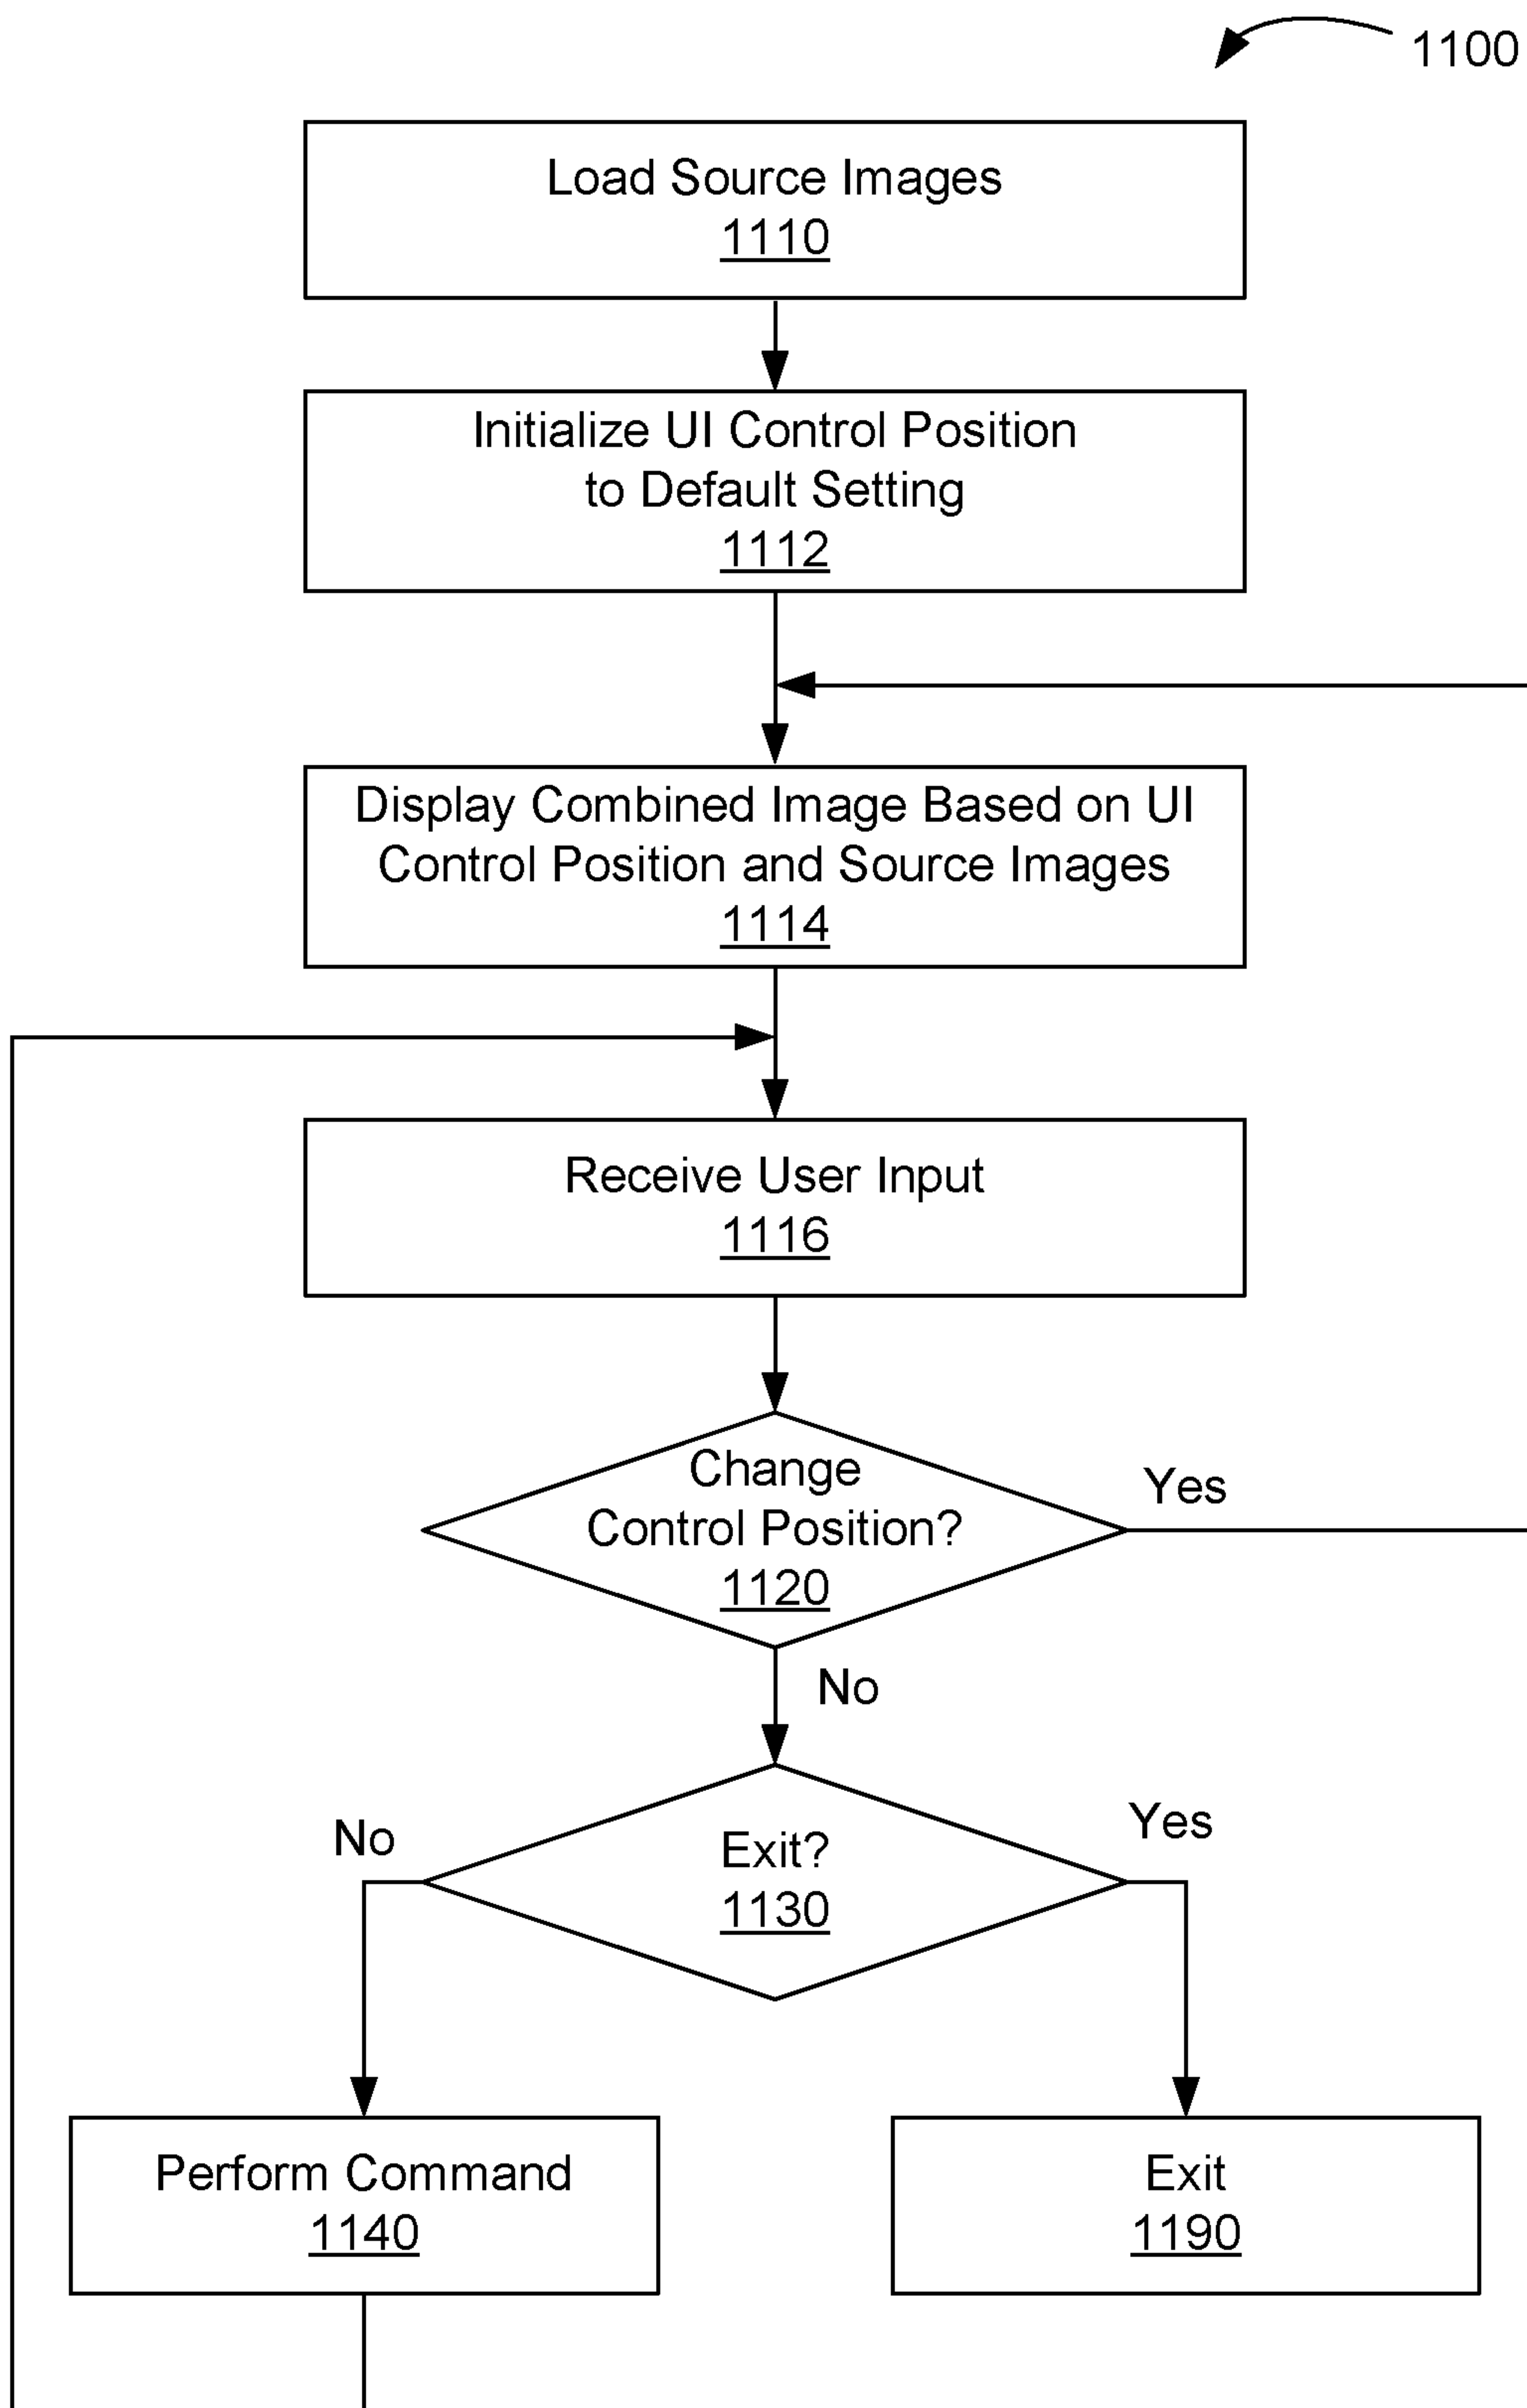 1100
Load Source Images
1110
Initialize UI Control Position
to Default Setting
1112
Display Combined Image Based on UI
Control Position and Source Images
1114
Receive User Input
1116
Change
Control Position?
1120
Yes
No
Exit?
1130
No
Yes
Perform Command
1140
Exit
1190